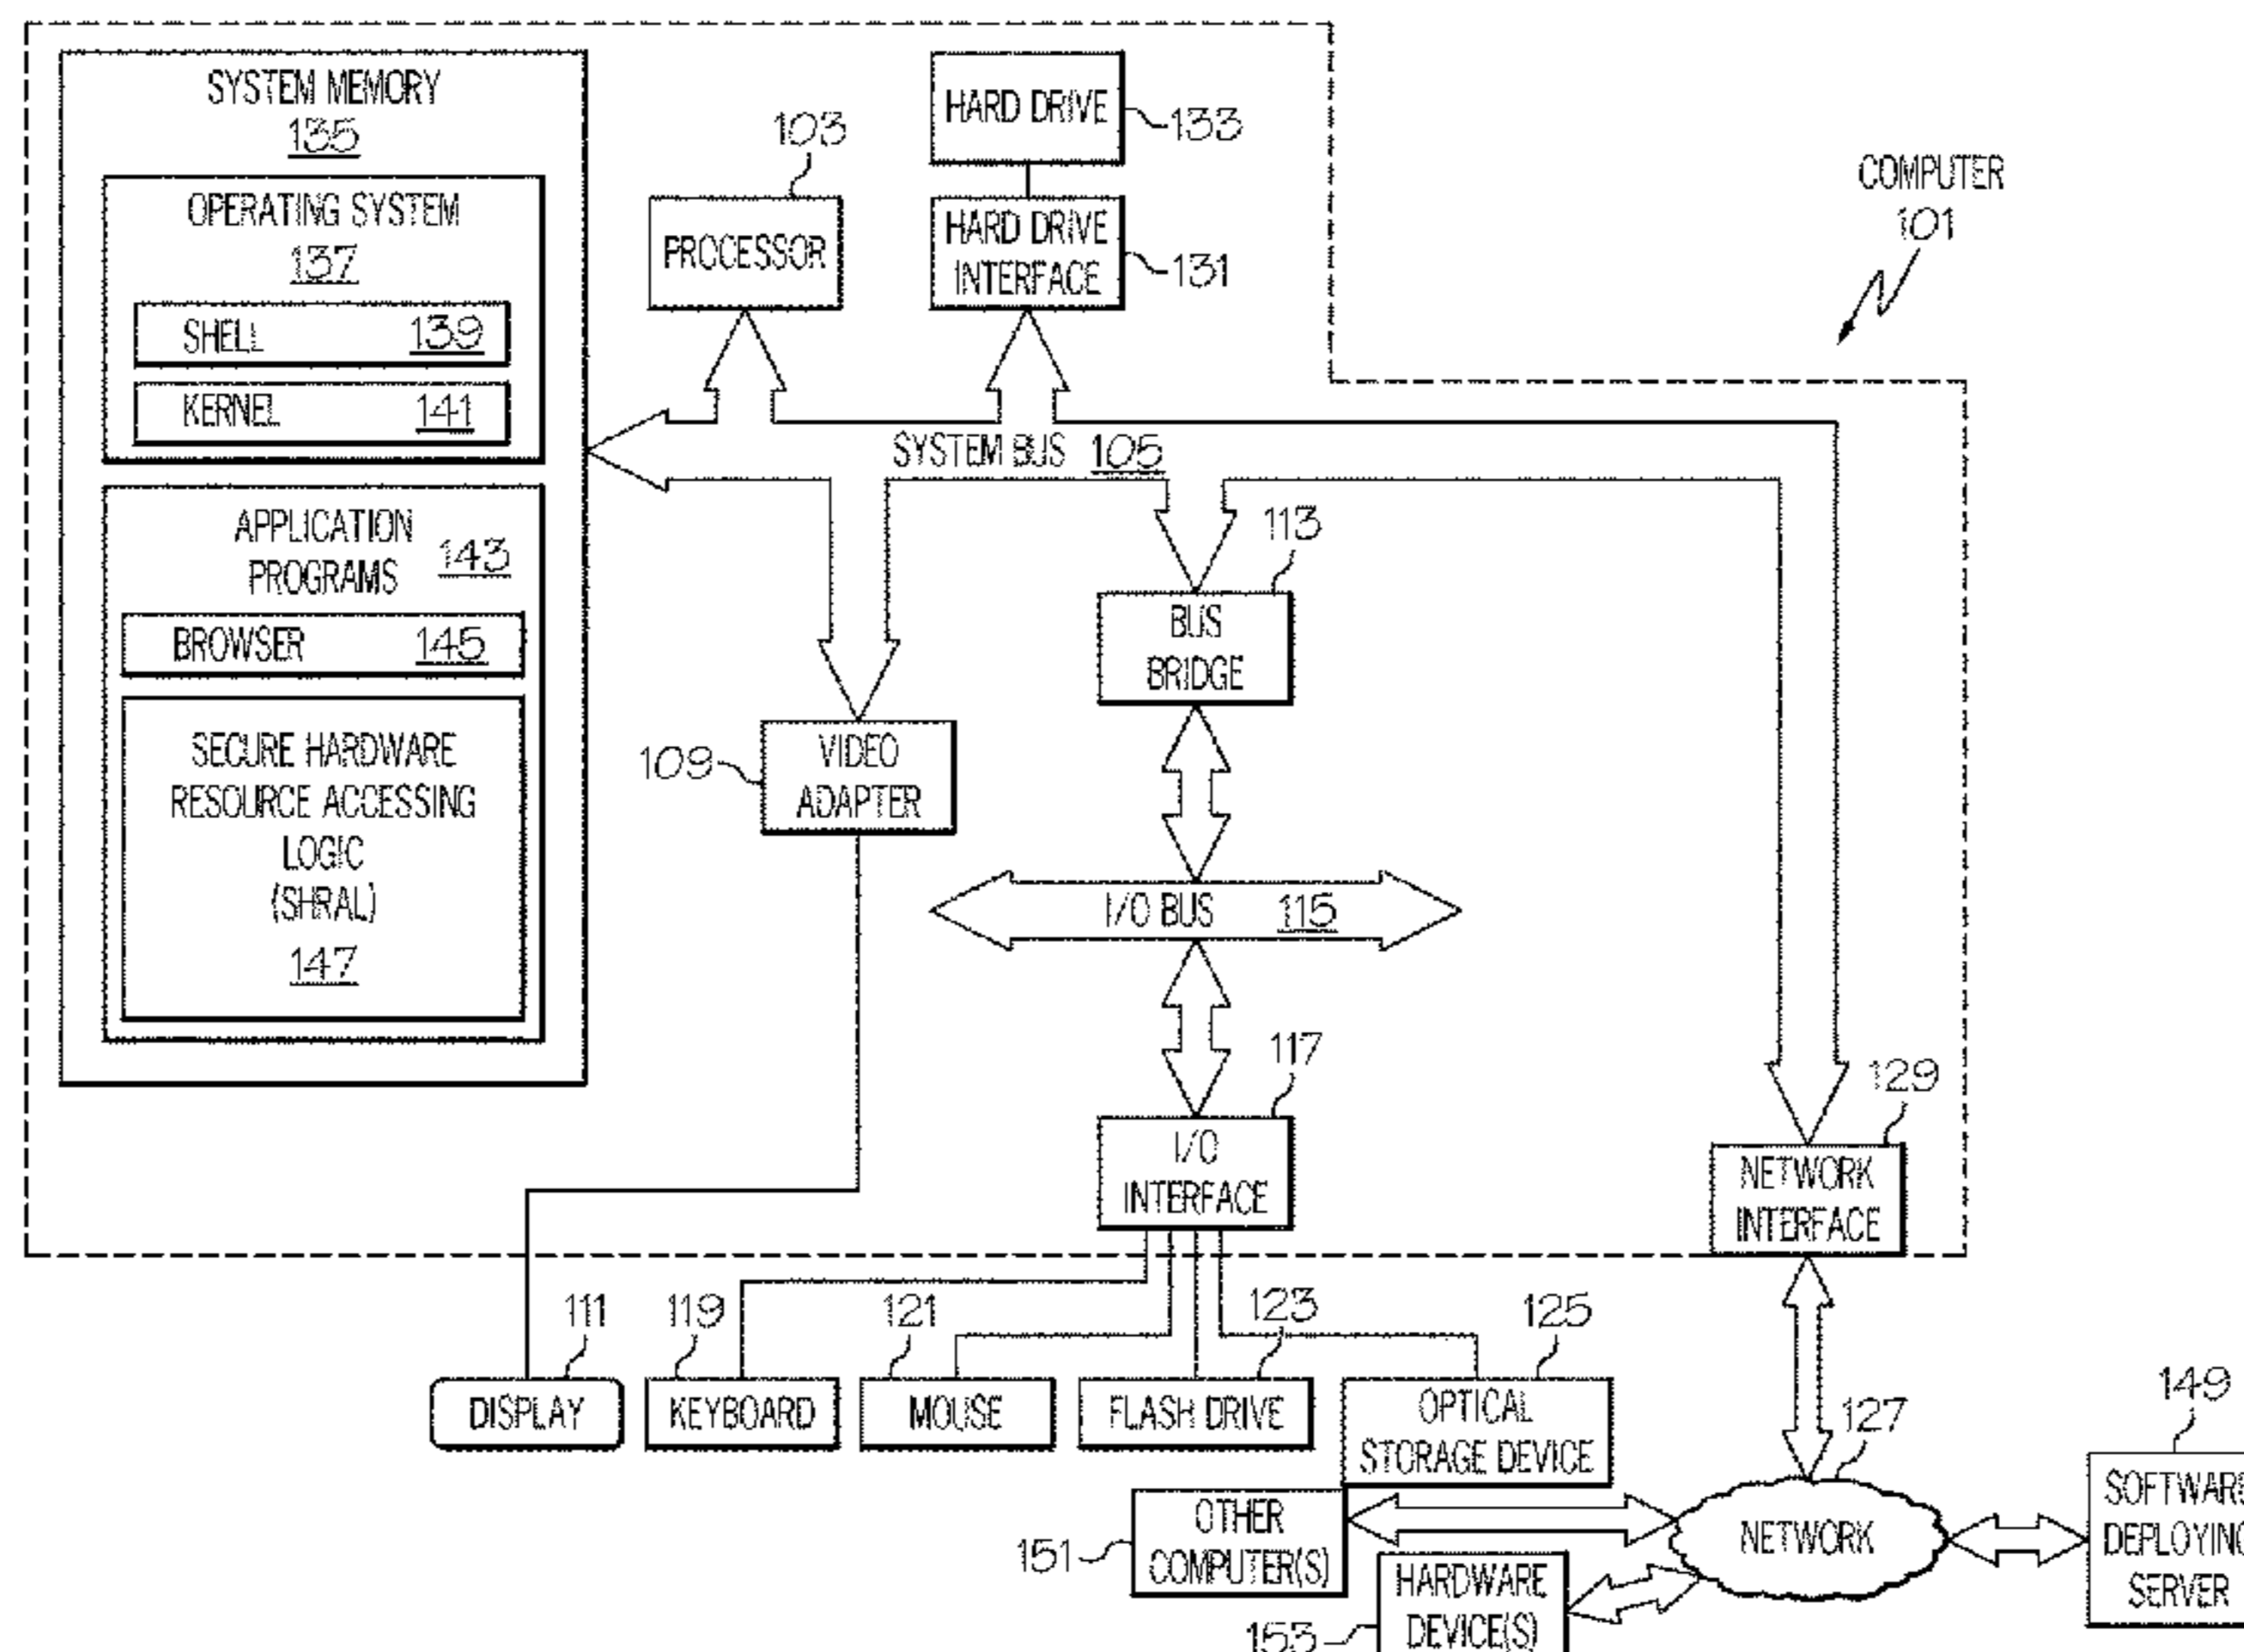 SYSTEM MEMORY
135
OPERATING SYSTEM
137
SHELL 139
KERNEL 141
APPLICATION
PROGRAMS 143
BROWSER 145
SECURE HARDWARE
RESOURCE ACCESSING
LOGIC
(SHRAL)
147
103
PROCESSOR
HARD DRIVE
133
HARD DRIVE
INTERFACE
131
COMPUTER
101
SYSTEM BUS 105
113
BUS
BRIDGE
109
VIDEO
ADAPTER
I/O BUS 115
117
I/O
INTERFACE
129
NETWORK
INTERFACE
111
DISPLAY
119
KEYBOARD
121
MOUSE
123
FLASH DRIVE
125
OPTICAL
STORAGE DEVICE
127
NETWORK
149
SOFTWARE
DEPLOYING
SERVER
151
OTHER
COMPUTER(S)
153
HARDWARE
DEVICE(S)